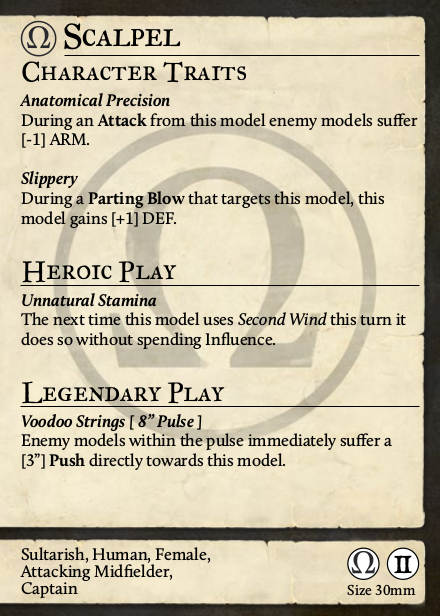 Ω Scalpel
Character Traits
Anatomical Precision
During an Attack from this model enemy models suffer
[-1] ARM.
Slippery
During a Parting Blow that targets this model, this
model gains [+1] DEF.
Heroic Play
Unnatural Stamina
The next time this model uses Second Wind this turn it
does so without spending Influence.
Legendary Play
Voodoo Strings [ 8” Pulse ]
Enemy models within the pulse immediately suffer a
[3”] Push directly towards this model.
Sultarish, Human, Female,
Attacking Midfielder,
Captain
Ω II
Size 30mm